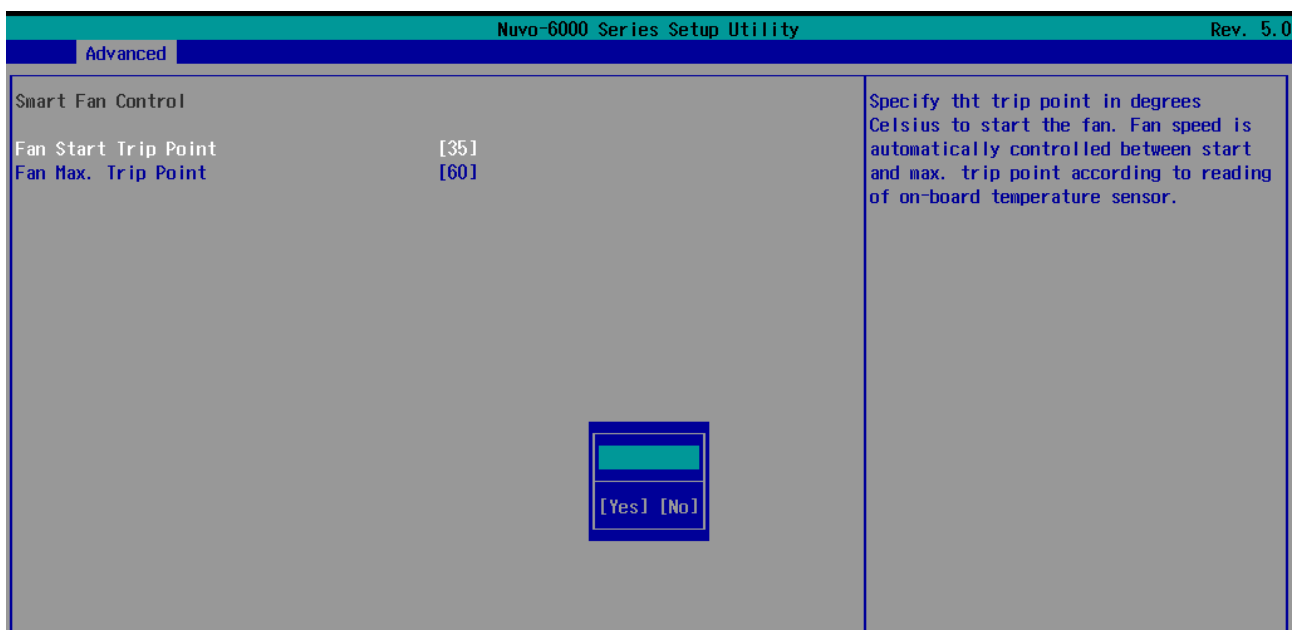 Nuvo-6000 Series Setup Utility Rev. 5.0
Advanced
Smart Fan Control
Fan Start Trip Point [35]
Fan Max. Trip Point [60]
Specify tht trip point in degrees
Celsius to start the fan. Fan speed is
automatically controlled between start
and max. trip point according to reading
of on-board temperature sensor.
[Yes] [No]